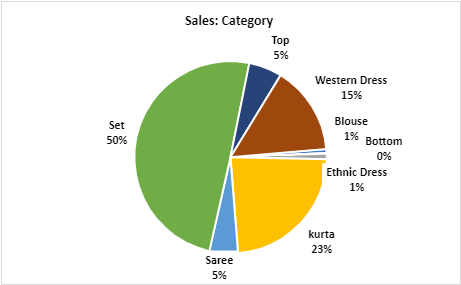 Sales: Category
Top
5%
Western Dress
15%
Blouse
1%
Bottom
0%
Ethnic Dress
1%
kurta
23%
Saree
5%
Set
50%